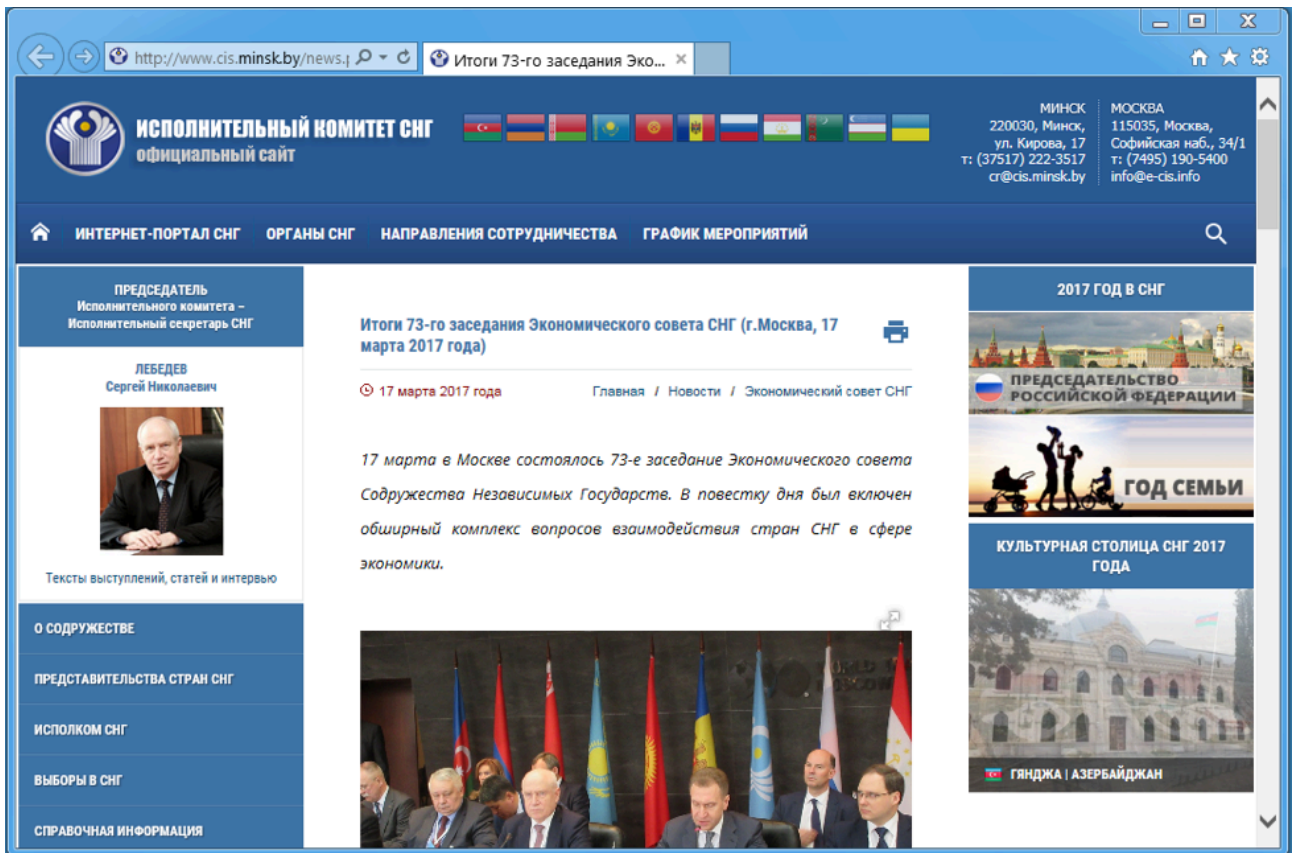 http://www.cis.minsk.by/news.p
Итоги 73-го заседания Эко...
ИСПОЛНИТЕЛЬНЫЙ КОМИТЕТ СНГ
официальный сайт
МИНСК
220030, Минск,
ул. Кирова, 17
т: (37517) 222-3517
cr@cis.minsk.by
МОСКВА
115035, Москва,
Софийская наб., 34/1
т: (7495) 190-5400
info@e-cis.info
ИНТЕРНЕТ-ПОРТАЛ СНГ ОРГАНЫ СНГ НАПРАВЛЕНИЯ СОТРУДНИЧЕСТВА ГРАФИК МЕРОПРИЯТИЙ
ПРЕДСЕДАТЕЛЬ
Исполнительного комитета –
Исполнительный секретарь СНГ
ЛЕБЕДЕВ
Сергей Николаевич
Тексты выступлений, статей и интервью
О СОДРУЖЕСТВЕ
ПРЕДСТАВИТЕЛЬСТВА СТРАН СНГ
ИСПОЛКОМ СНГ
ВЫБОРЫ В СНГ
СПРАВОЧНАЯ ИНФОРМАЦИЯ
Итоги 73-го заседания Экономического совета СНГ (г.Москва, 17
марта 2017 года)
17 марта 2017 года
Главная / Новости / Экономический совет СНГ
17 марта в Москве состоялось 73-е заседание Экономического совета
Содружества Независимых Государств. В повестку дня был включен
обширный комплекс вопросов взаимодействия стран СНГ в сфере
экономики.
2017 ГОД В СНГ
ПРЕДСЕДАТЕЛЬСТВО
РОССИЙСКОЙ ФЕДЕРАЦИИ
ГОД СЕМЬИ
КУЛЬТУРНАЯ СТОЛИЦА СНГ 2017
ГОДА
ГЯНДЖА | АЗЕРБАЙДЖАН